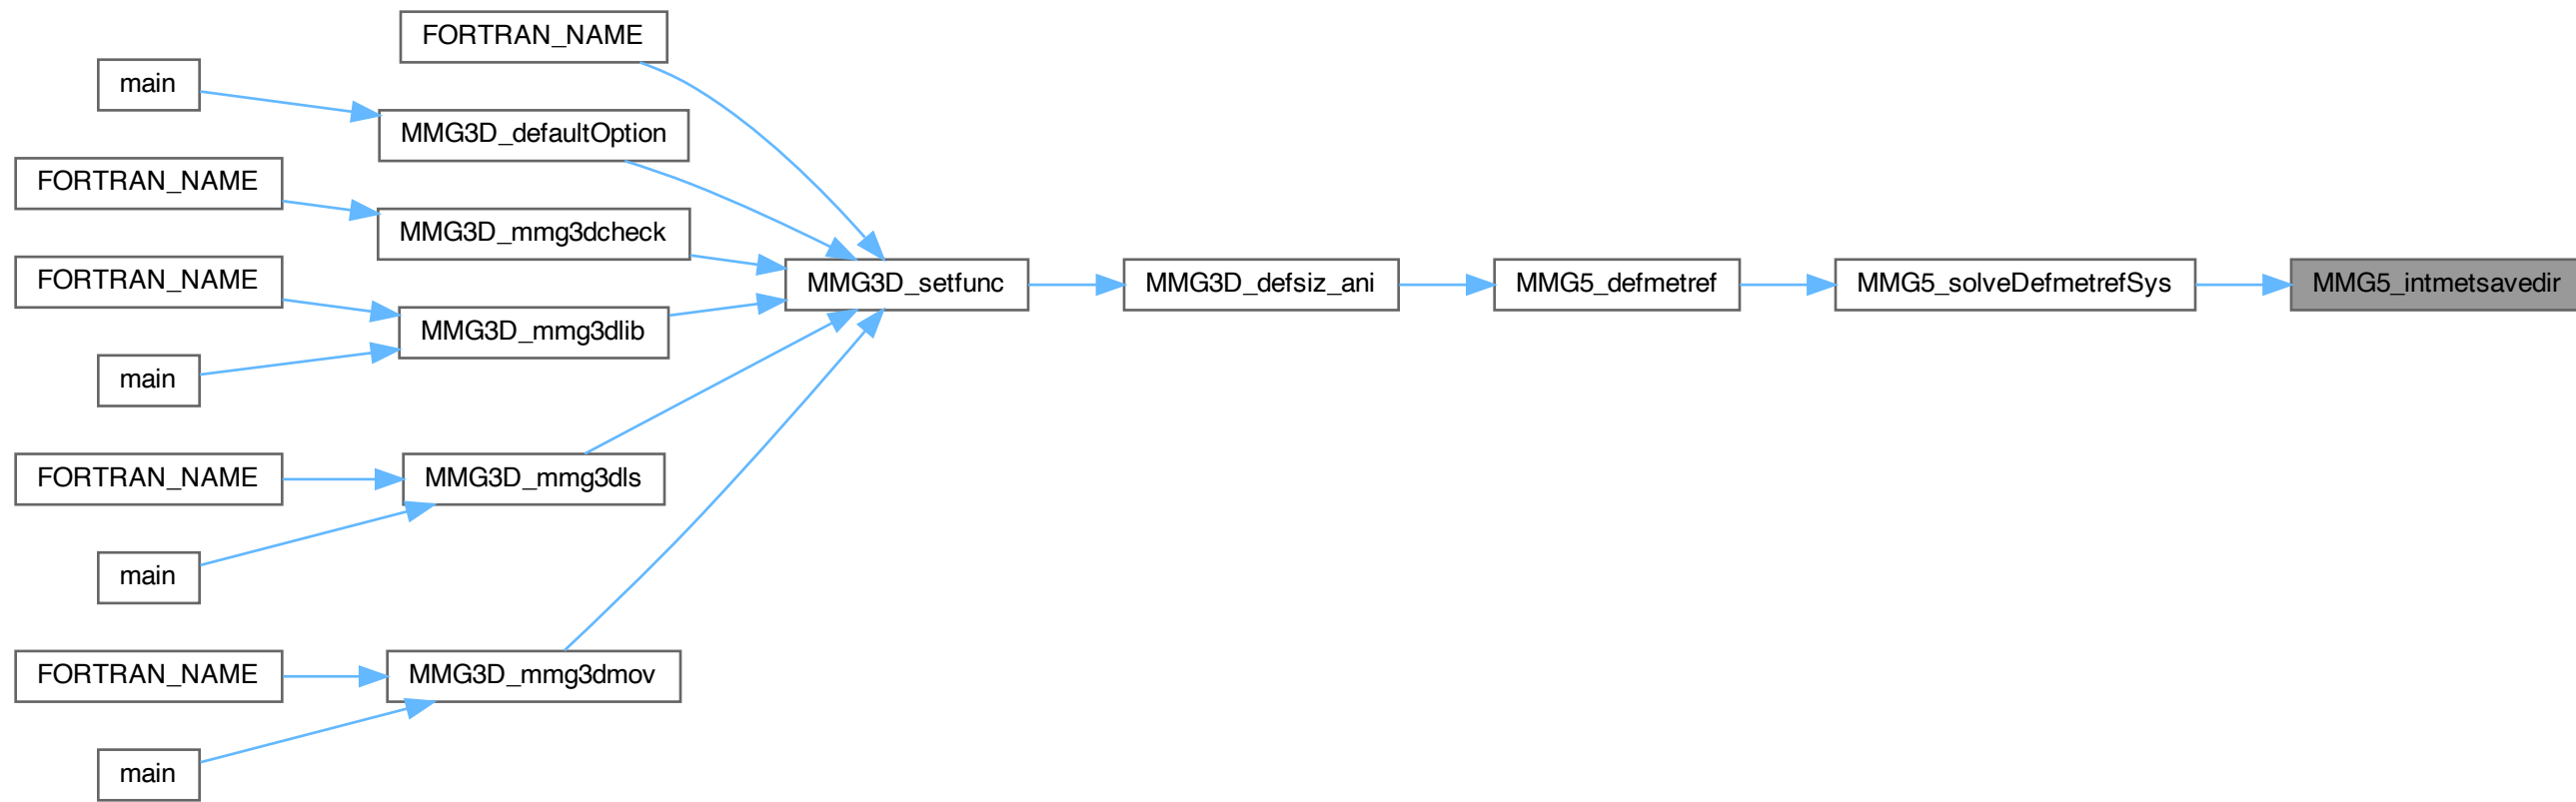 FORTRAN_NAME
main
MMG3D_defaultOption
FORTRAN_NAME
MMG3D_mmg3dcheck
FORTRAN_NAME
MMG3D_setfunc
MMG3D_defsiz_ani
MMG5_defmetref
MMG5_solveDefmetrefSys
MMG5_intmetsavedir
MMG3D_mmg3dlib
main
FORTRAN_NAME
MMG3D_mmg3dls
main
FORTRAN_NAME
MMG3D_mmg3dmov
main